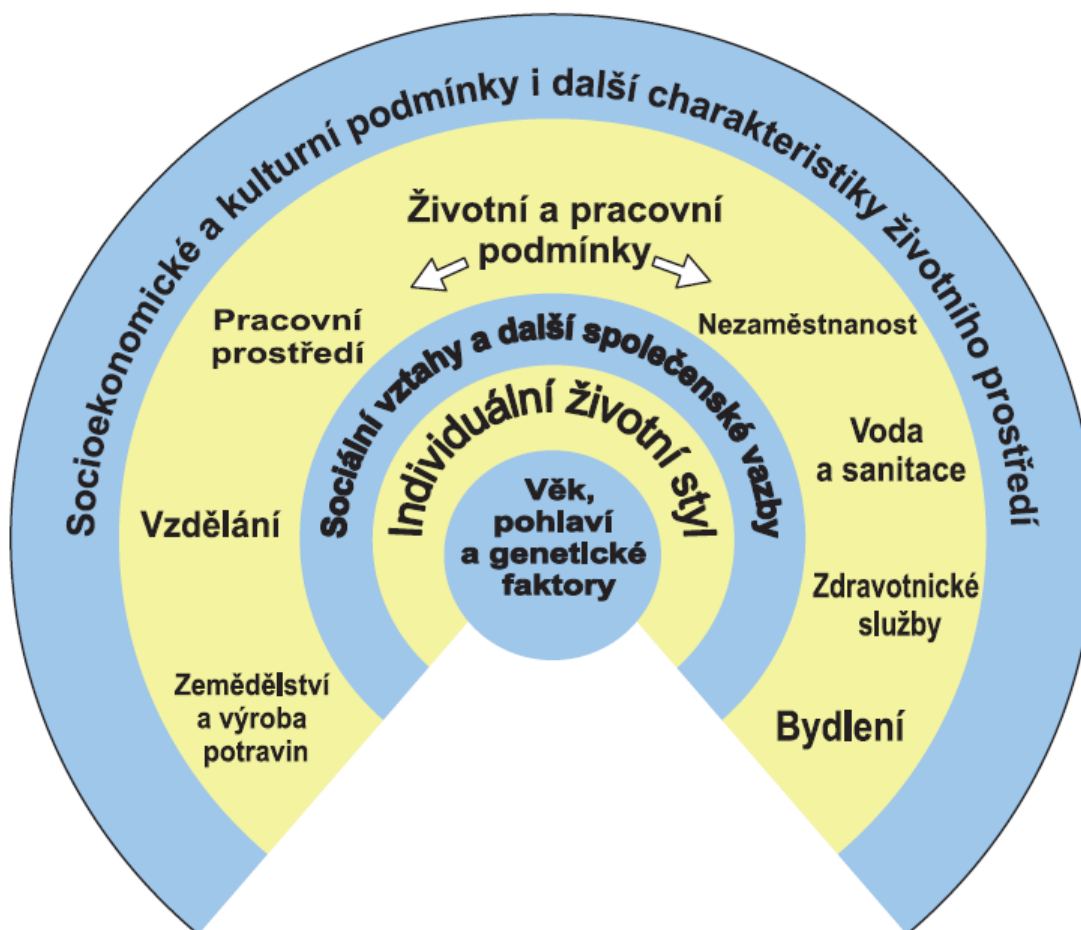 Socioekonomické a kulturní podmínky i další charakteristiky životního prostředí
Životní a pracovní
podmínky
Pracovní
prostředí
Nezaměstnanost
Sociální vztahy a další společenské vazby
Individuální životní styl
Voda
a sanitace
Věk,
pohlaví
a genetické
faktory
Vzdělání
Zdravotnické
služby
Zemědělství
a výroba
potravin
Bydlení